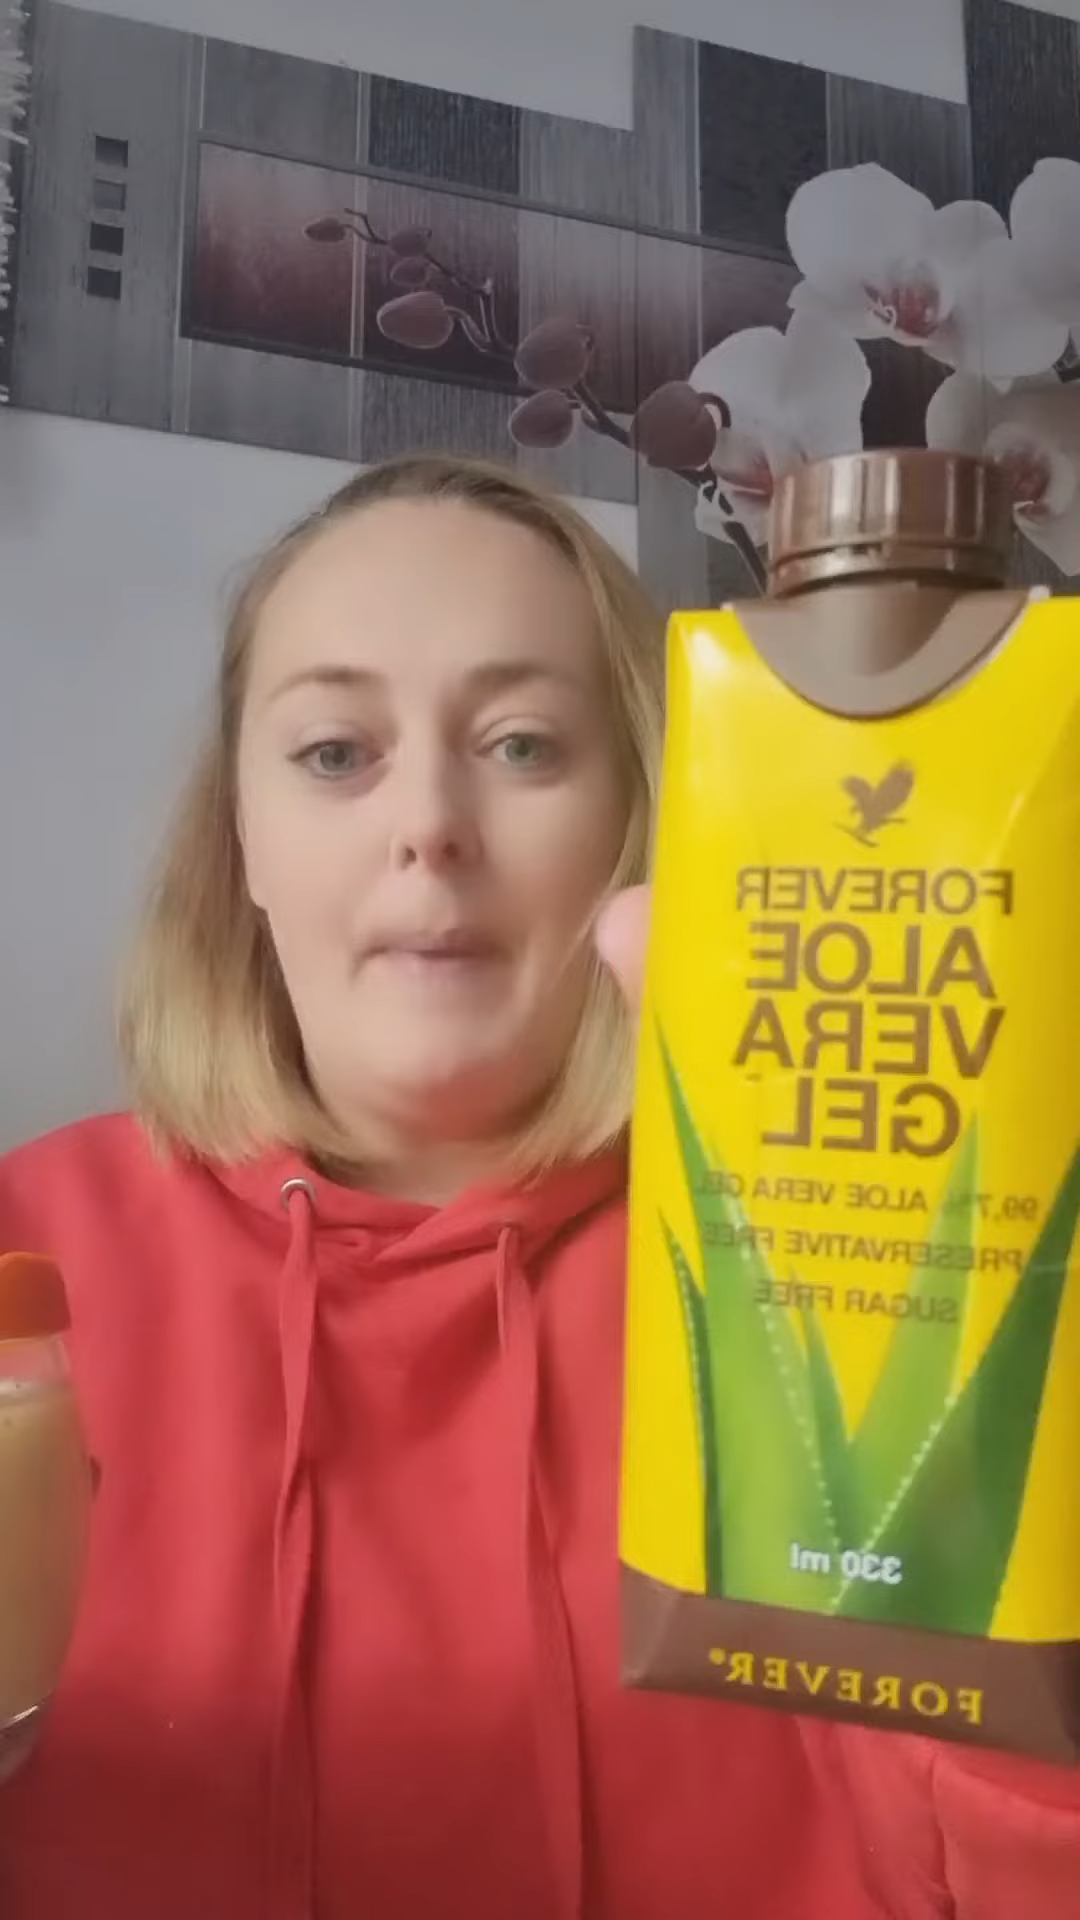 FOREVER
ALOE
VERA
GEL
99,7% ALOE VERA GEL
PRESERVATIVE FREE
SUGAR FREE
330 ml
FOREVER®